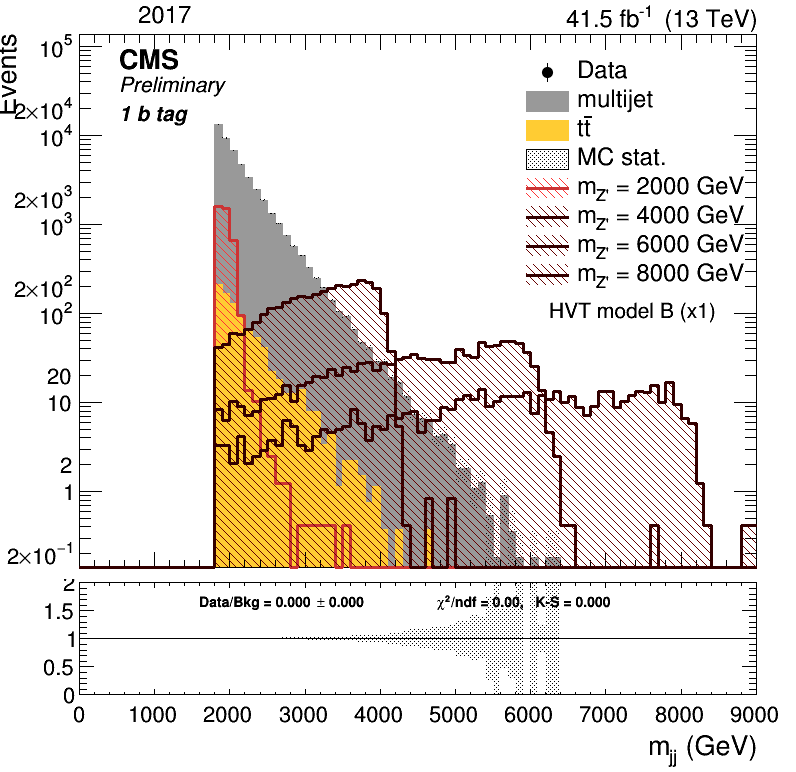 2017 41.5 fb⁻¹ (13 TeV)
Events
CMS
Preliminary
1 b tag
Data
multijet
tt̄
MC stat.
m_Z' = 2000 GeV
m_Z' = 4000 GeV
m_Z' = 6000 GeV
m_Z' = 8000 GeV
HVT model B (x1)
10⁵
2×10⁴
10⁴
2×10³
10³
2×10²
10²
20
10
2
1
2×10⁻¹
Data/Bkg = 0.000 ± 0.000 χ²/ndf = 0.00, K-S = 0.000
2
1.5
1
0.5
0
0 1000 2000 3000 4000 5000 6000 7000 8000 9000
m_jj (GeV)